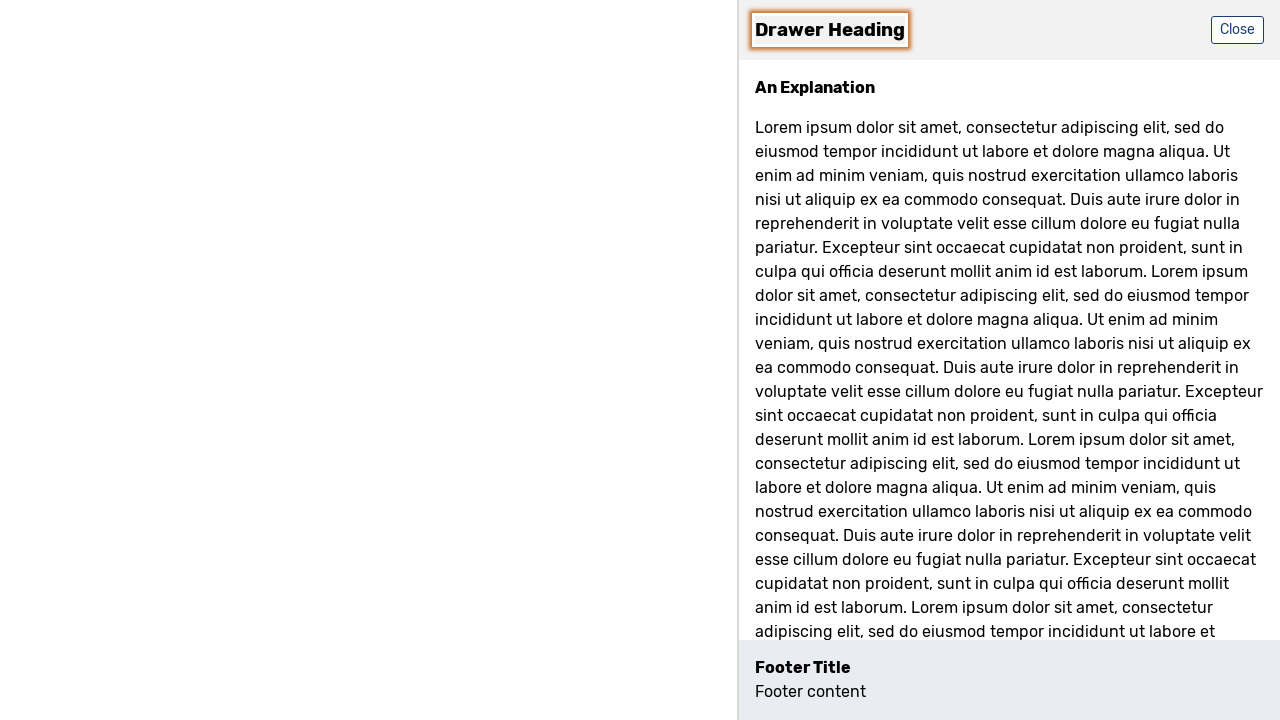 Drawer Heading
Close
An Explanation
Lorem ipsum dolor sit amet, consectetur adipiscing elit, sed do
eiusmod tempor incididunt ut labore et dolore magna aliqua. Ut
enim ad minim veniam, quis nostrud exercitation ullamco laboris
nisi ut aliquip ex ea commodo consequat. Duis aute irure dolor in
reprehenderit in voluptate velit esse cillum dolore eu fugiat nulla
pariatur. Excepteur sint occaecat cupidatat non proident, sunt in
culpa qui officia deserunt mollit anim id est laborum. Lorem ipsum
dolor sit amet, consectetur adipiscing elit, sed do eiusmod tempor
incididunt ut labore et dolore magna aliqua. Ut enim ad minim
veniam, quis nostrud exercitation ullamco laboris nisi ut aliquip ex
ea commodo consequat. Duis aute irure dolor in reprehenderit in
voluptate velit esse cillum dolore eu fugiat nulla pariatur. Excepteur
sint occaecat cupidatat non proident, sunt in culpa qui officia
deserunt mollit anim id est laborum. Lorem ipsum dolor sit amet,
consectetur adipiscing elit, sed do eiusmod tempor incididunt ut
labore et dolore magna aliqua. Ut enim ad minim veniam, quis
nostrud exercitation ullamco laboris nisi ut aliquip ex ea commodo
consequat. Duis aute irure dolor in reprehenderit in voluptate velit
esse cillum dolore eu fugiat nulla pariatur. Excepteur sint occaecat
cupidatat non proident, sunt in culpa qui officia deserunt mollit
anim id est laborum. Lorem ipsum dolor sit amet, consectetur
adipiscing elit, sed do eiusmod tempor incididunt ut labore et
Footer Title
Footer content